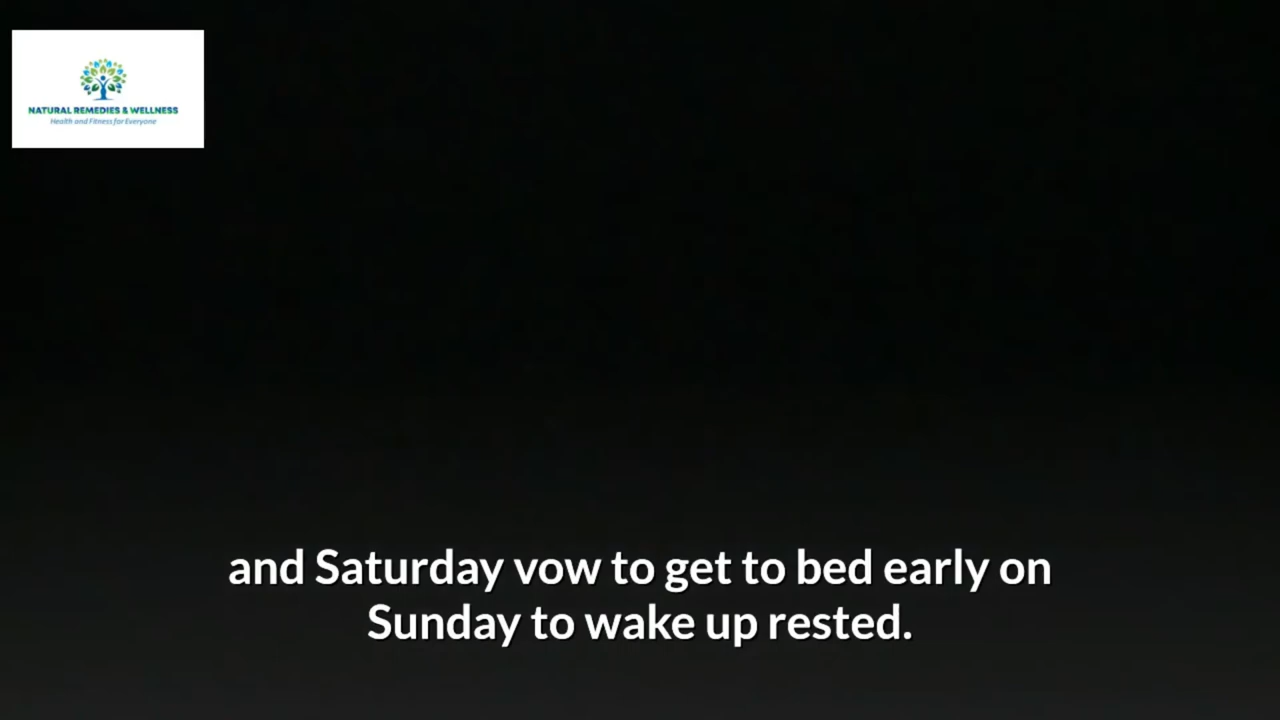 NATURAL REMEDIES & WELLNESS
Health and Fitness for Everyone
and Saturday vow to get to bed early on
Sunday to wake up rested.